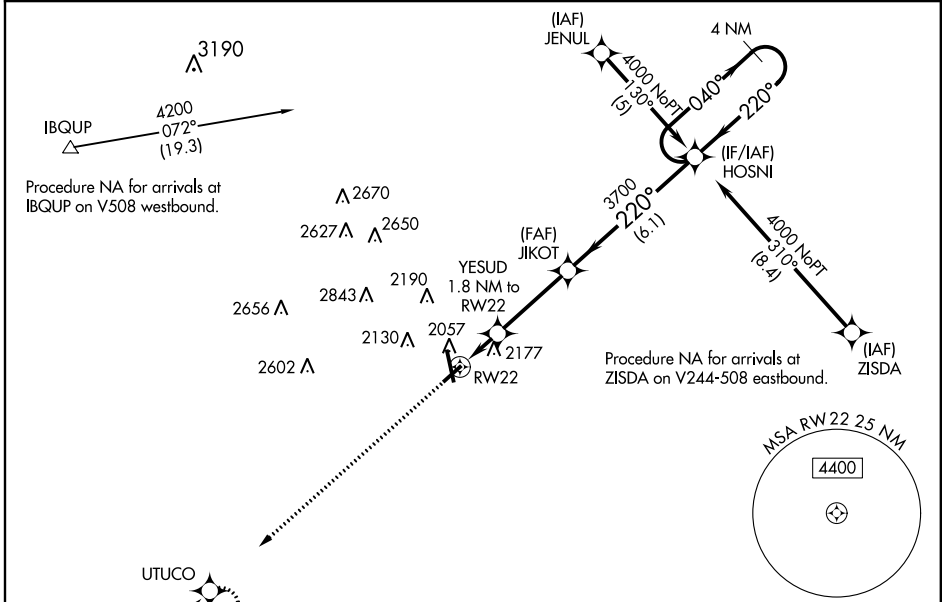 3190
4200
072°
(19.3)
IBQUP
Procedure NA for arrivals at
IBQUP on V508 westbound.
(IAF)
JENUL
4000 NoPT
130°
(5)
4 NM
040°
220°
(IF/IAF)
HOSNI
3700
220°
(6.1)
4000 NoPT
310°
(8.4)
(IAF)
ZISDA
Procedure NA for arrivals at
ZISDA on V244-508 eastbound.
(FAF)
JIKOT
YESUD
1.8 NM to
RW22
2670
2627
2650
2656
2843
2190
2130
2057
2177
2602
RW22
UTUCO
MSA RW22 25 NM
4400